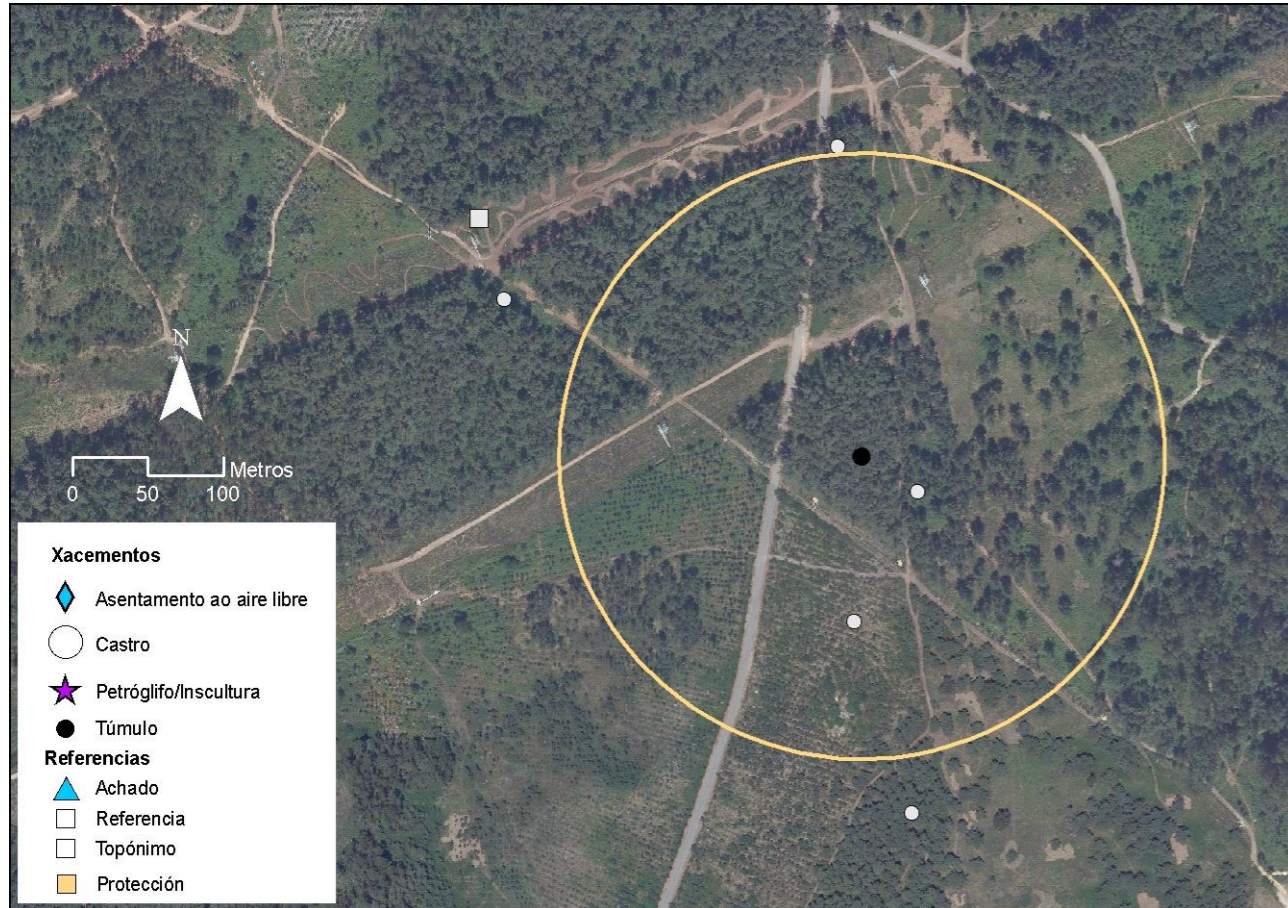 N
Metros
0 50 100
Xacementos
Asentamento ao aire libre
Castro
Petróglifo/Inscultura
Túmulo
Referencias
Achado
Referencia
Topónimo
Protección